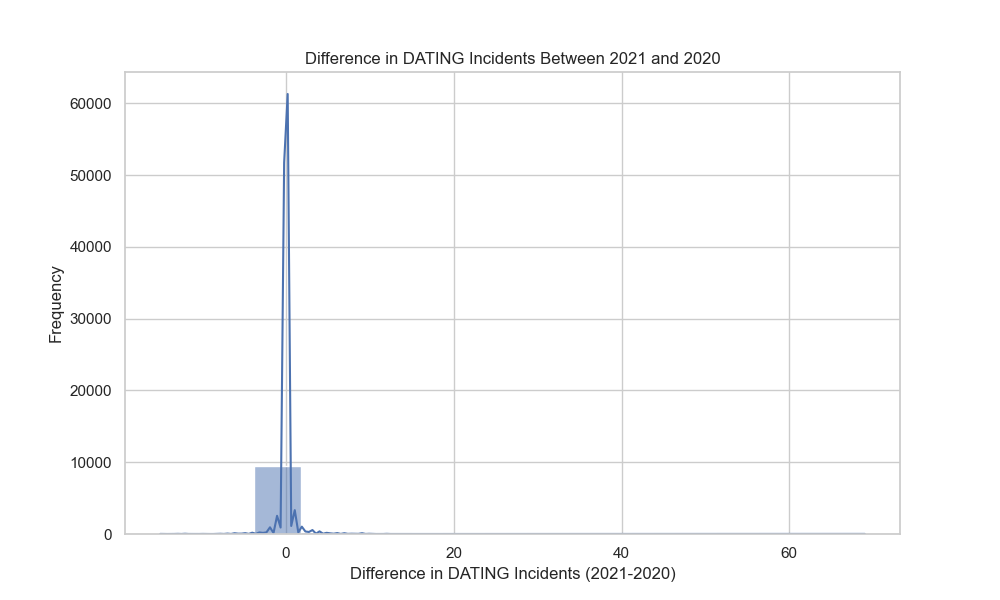 Difference in DATING Incidents Between 2021 and 2020
60000
50000
40000
30000
20000
10000
0
Frequency
0 20 40 60
Difference in DATING Incidents (2021-2020)